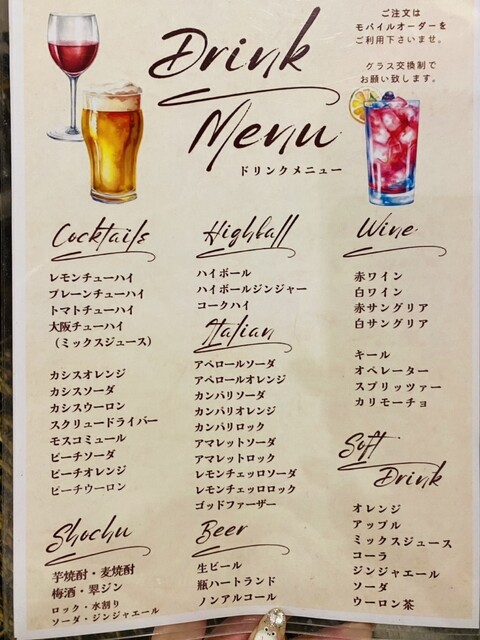 Drink
Menu
ドリンクメニュー
ご注文は
モバイルオーダーを
ご利用下さいませ。
グラス交換制で
お願い致します。
Cocktails
レモンチューハイ
プレーンチューハイ
トマトチューハイ
大阪チューハイ
（ミックスジュース）
カシスオレンジ
カシスソーダ
カシスウーロン
スクリュードライバー
モスコミュール
ピーチソーダ
ピーチオレンジ
ピーチウーロン
Shochu
芋焼酎・麦焼酎
梅酒・翠ジン
ロック・水割り
ソーダ・ジンジャエール
Highball
ハイボール
ハイボールジンジャー
コークハイ
Italian
アペロールソーダ
アペロールオレンジ
カンパリソーダ
カンパリオレンジ
カンパリロック
アマレットソーダ
アマレットロック
レモンチェッロソーダ
レモンチェッロロック
ゴッドファーザー
Beer
生ビール
瓶ハートランド
ノンアルコール
Wine
赤ワイン
白ワイン
赤サングリア
白サングリア
キール
オペレーター
スプリッツァー
カリモーチョ
Soft
Drink
オレンジ
アップル
ミックスジュース
コーラ
ジンジャエール
ソーダ
ウーロン茶